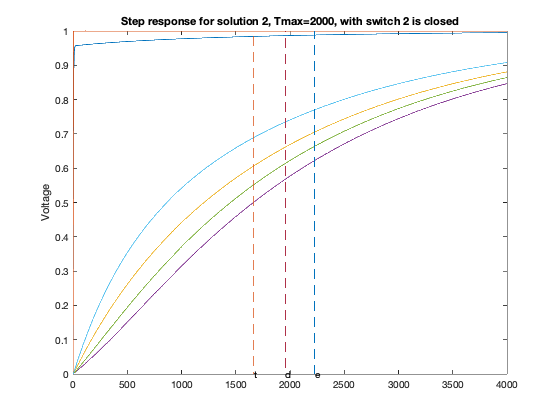 Step response for solution 2, Tmax=2000, with switch 2 is closed
1
0.9
0.8
0.7
0.6
0.5
0.4
0.3
0.2
0.1
0
Voltage
t d e
0 500 1000 1500 2000 2500 3000 3500 4000